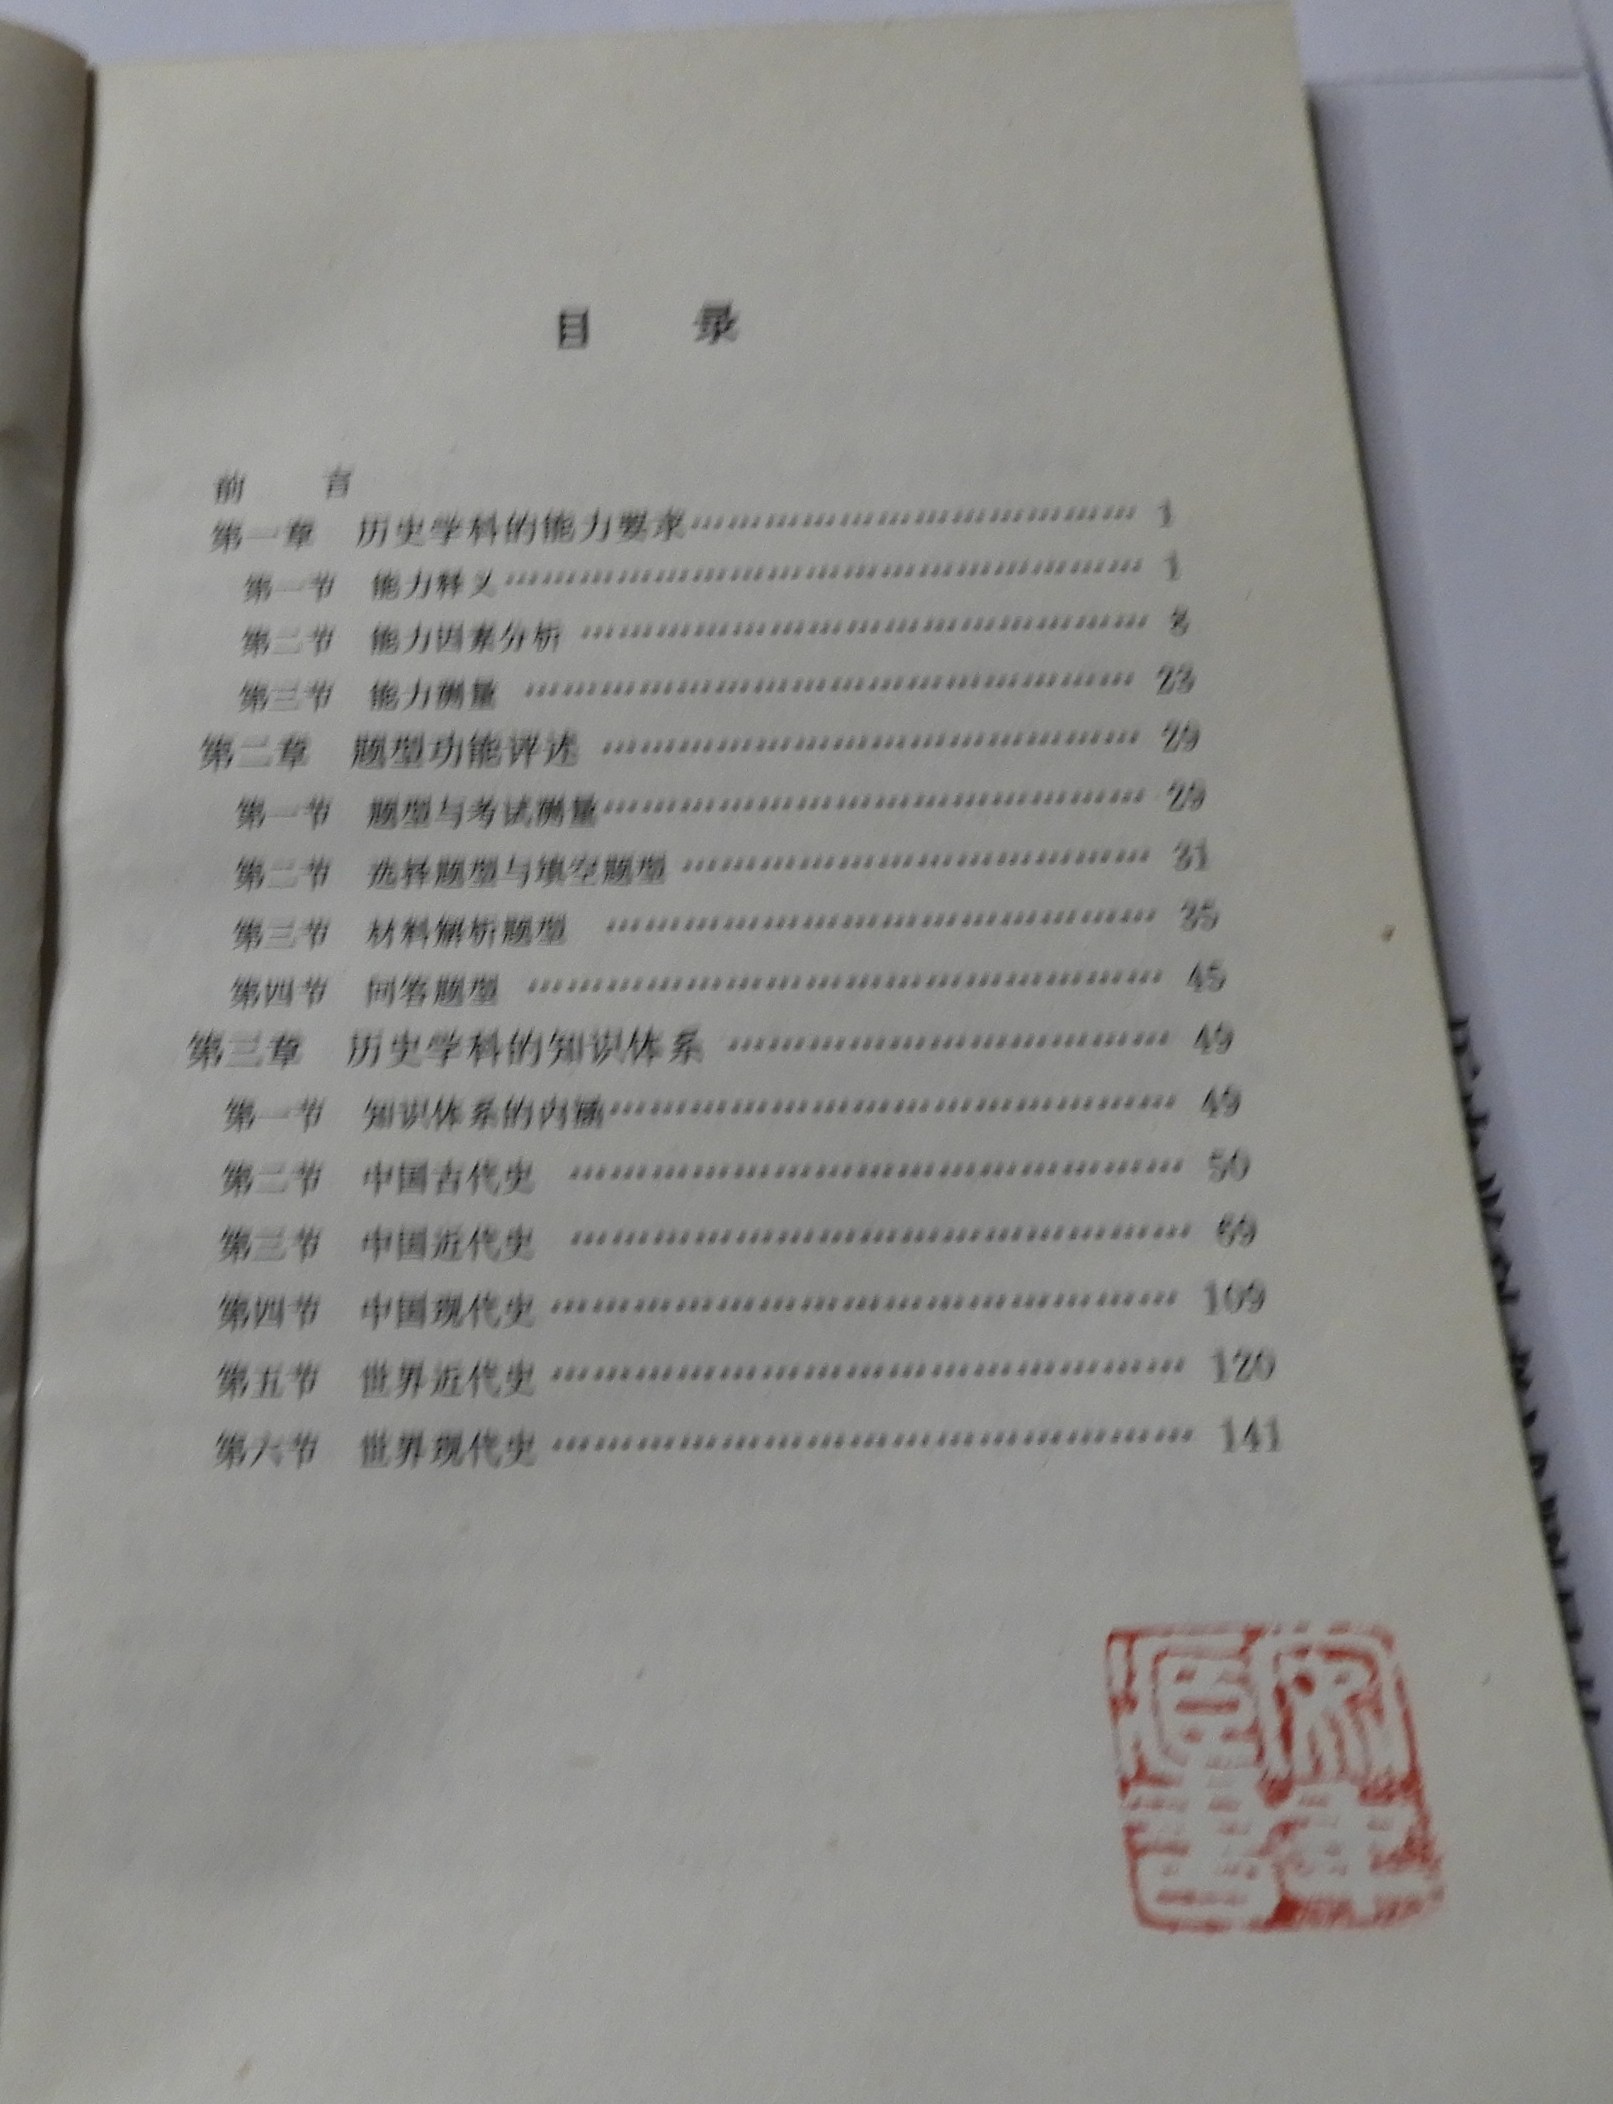 目 录
前 言
第一章 历史学科的能力要求………………………………… 1
第一节 能力释义………………………………………………… 1
第二节 能力因素分析 ………………………………………… 8
第三节 能力测量 ……………………………………………… 23
第二章 题型功能评述 ………………………………………… 29
第一节 题型与考试测量……………………………………… 29
第二节 选择题型与填空题型 ………………………………… 31
第三节 材料解析题型 ………………………………………… 35
第四节 问答题型 ……………………………………………… 45
第三章 历史学科的知识体系 ………………………………… 49
第一节 知识体系的内涵……………………………………… 49
第二节 中国古代史 …………………………………………… 50
第三节 中国近代史 …………………………………………… 69
第四节 中国现代史 …………………………………………… 109
第五节 世界近代史 …………………………………………… 120
第六节 世界现代史 …………………………………………… 141